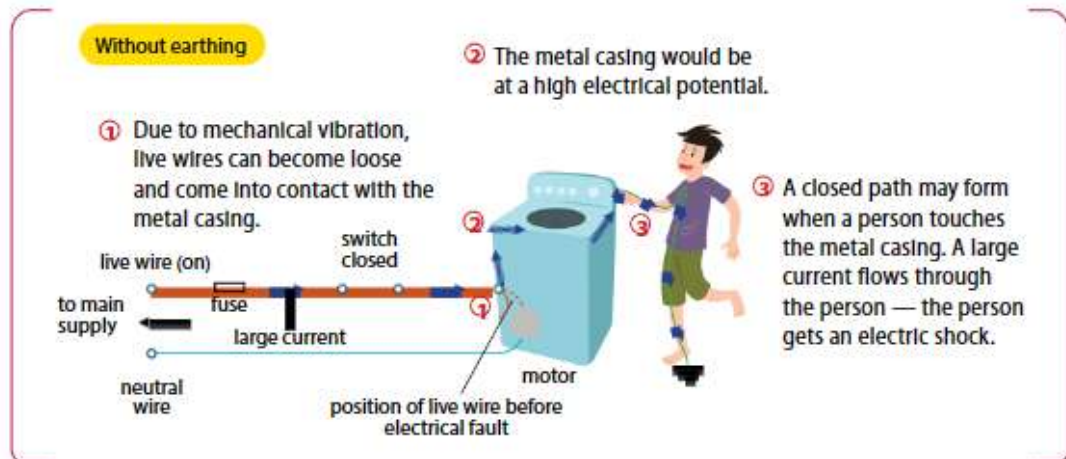 Without earthing
② The metal casing would be
at a high electrical potential.
① Due to mechanical vibration,
live wires can become loose
and come into contact with the
metal casing.
③ A closed path may form
when a person touches
the metal casing. A large
current flows through
the person — the person
gets an electric shock.
②
③
switch
closed
live wire (on)
fuse
①
to main
supply
large current
motor
neutral
wire
position of live wire before
electrical fault